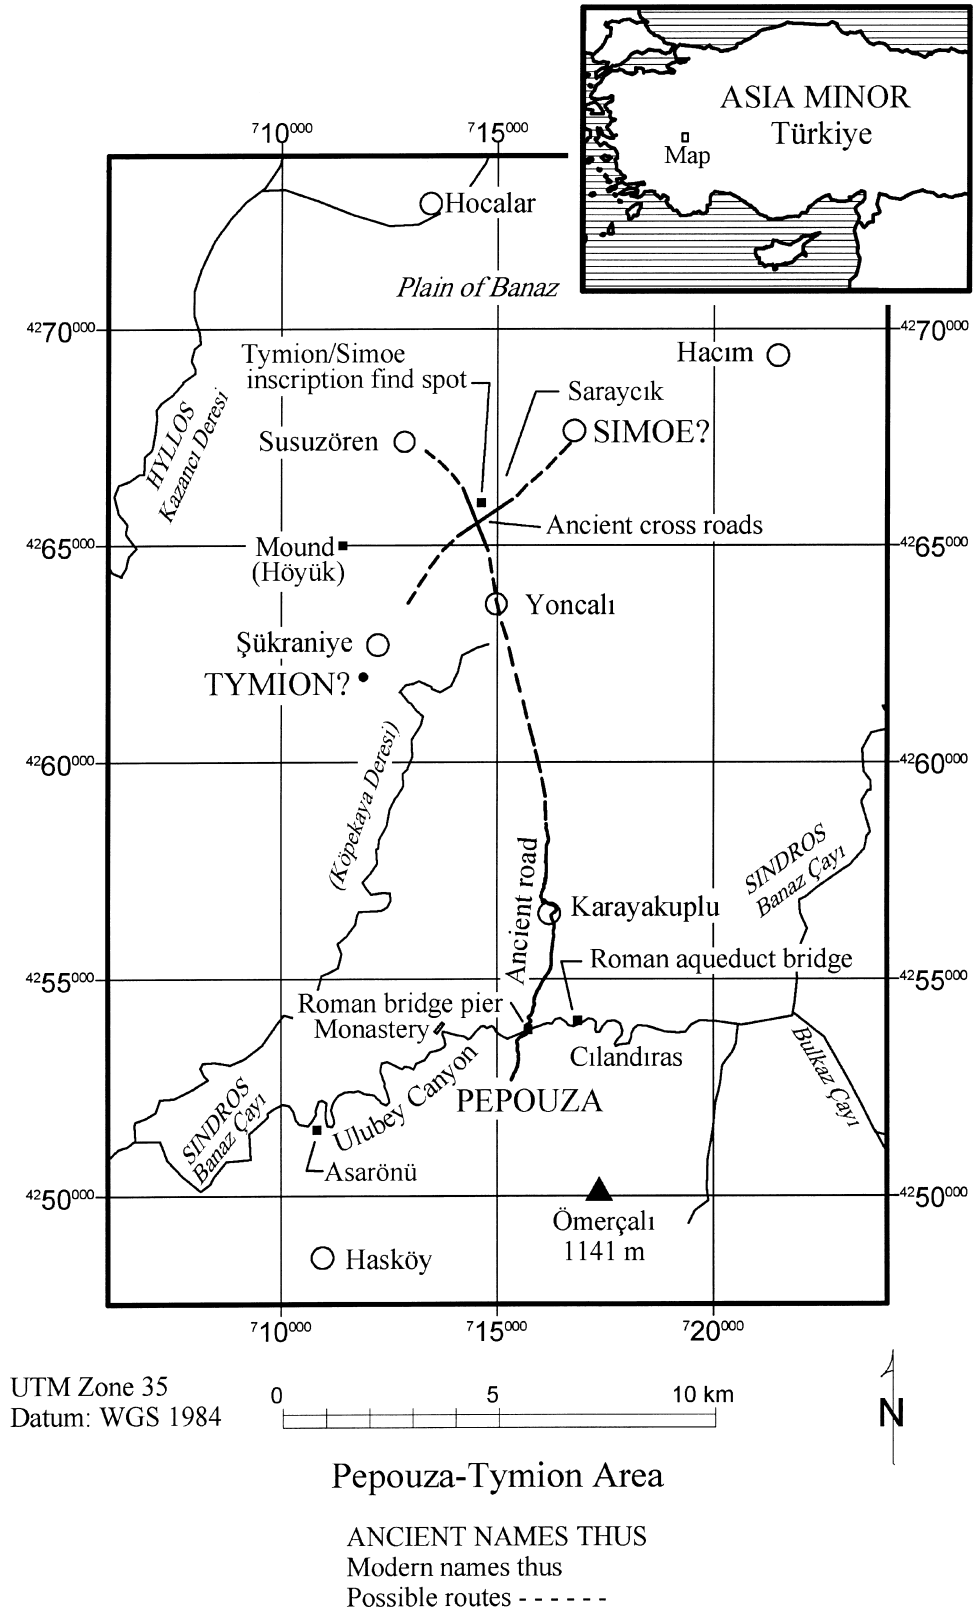 ASIA MINOR
Türkiye
Map
710000
715000
Hocalar
Plain of Banaz
4270000
4270000
Tymion/Simoe
inscription find spot
Hacım
Saraycık
HYLLOS
Kazancı Deresi
Susuzören
SIMOE?
Ancient cross roads
4265000
4265000
Mound
(Höyük)
Yoncalı
Şükraniye
TYMION?
(Köpekaya Deresi)
4260000
4260000
SINDROS
Banaz Çayı
Ancient road
Karayakuplu
Roman aqueduct bridge
4255000
4255000
Roman bridge pier
Monastery
Cılandıras
Bulkaz Çayı
Ulubey Canyon
PEPOUZA
SINDROS
Banaz Çayı
Asarönü
4250000
4250000
Ömerçalı
1141 m
Hasköy
710000
715000
720000
UTM Zone 35
Datum: WGS 1984
0 5 10 km
N
Pepouza-Tymion Area
ANCIENT NAMES THUS
Modern names thus
Possible routes - - - - - -